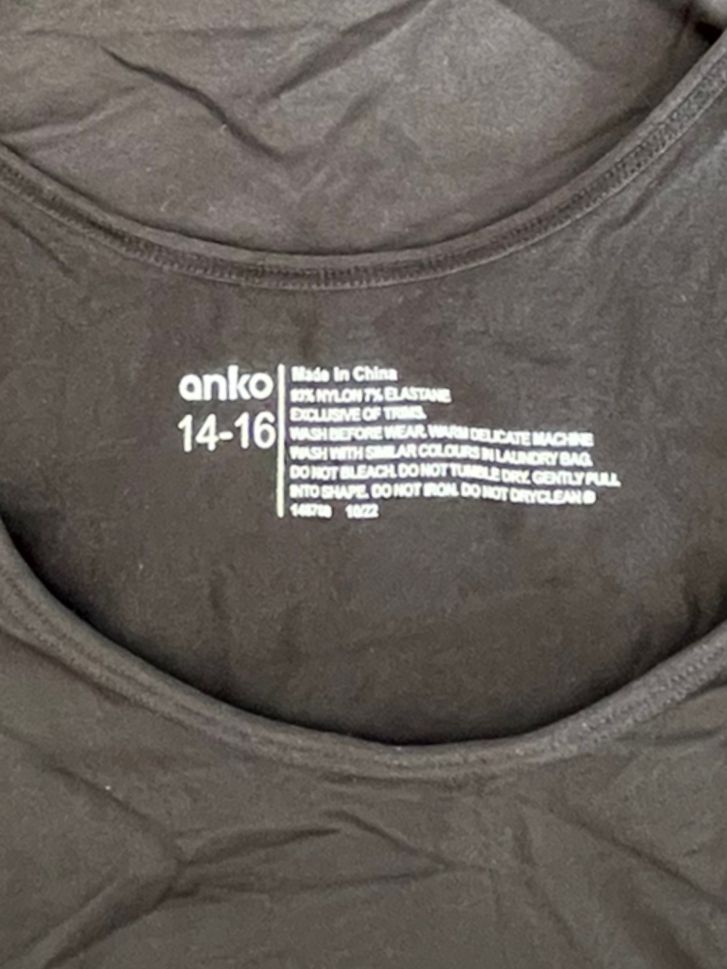 anko
14-16
Made In China
93% NYLON 7% ELASTANE
EXCLUSIVE OF TRIMS.
WASH BEFORE WEAR. WARM DELICATE MACHINE
WASH WITH SIMILAR COLOURS IN LAUNDRY BAG.
DO NOT BLEACH. DO NOT TUMBLE DRY. GENTLY PULL
INTO SHAPE. DO NOT IRON. DO NOT DRYCLEAN
10/22